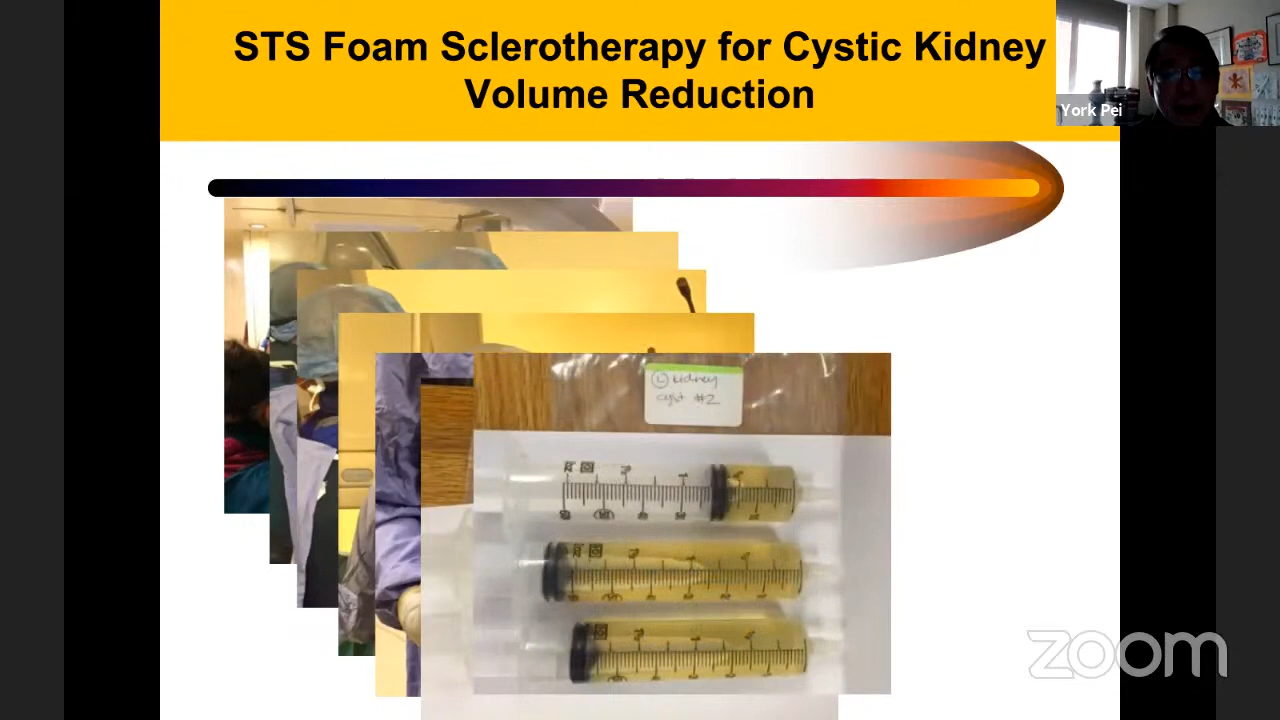 STS Foam Sclerotherapy for Cystic Kidney
Volume Reduction
York Pei
Ⓛ kidney
cyst #2
zoom